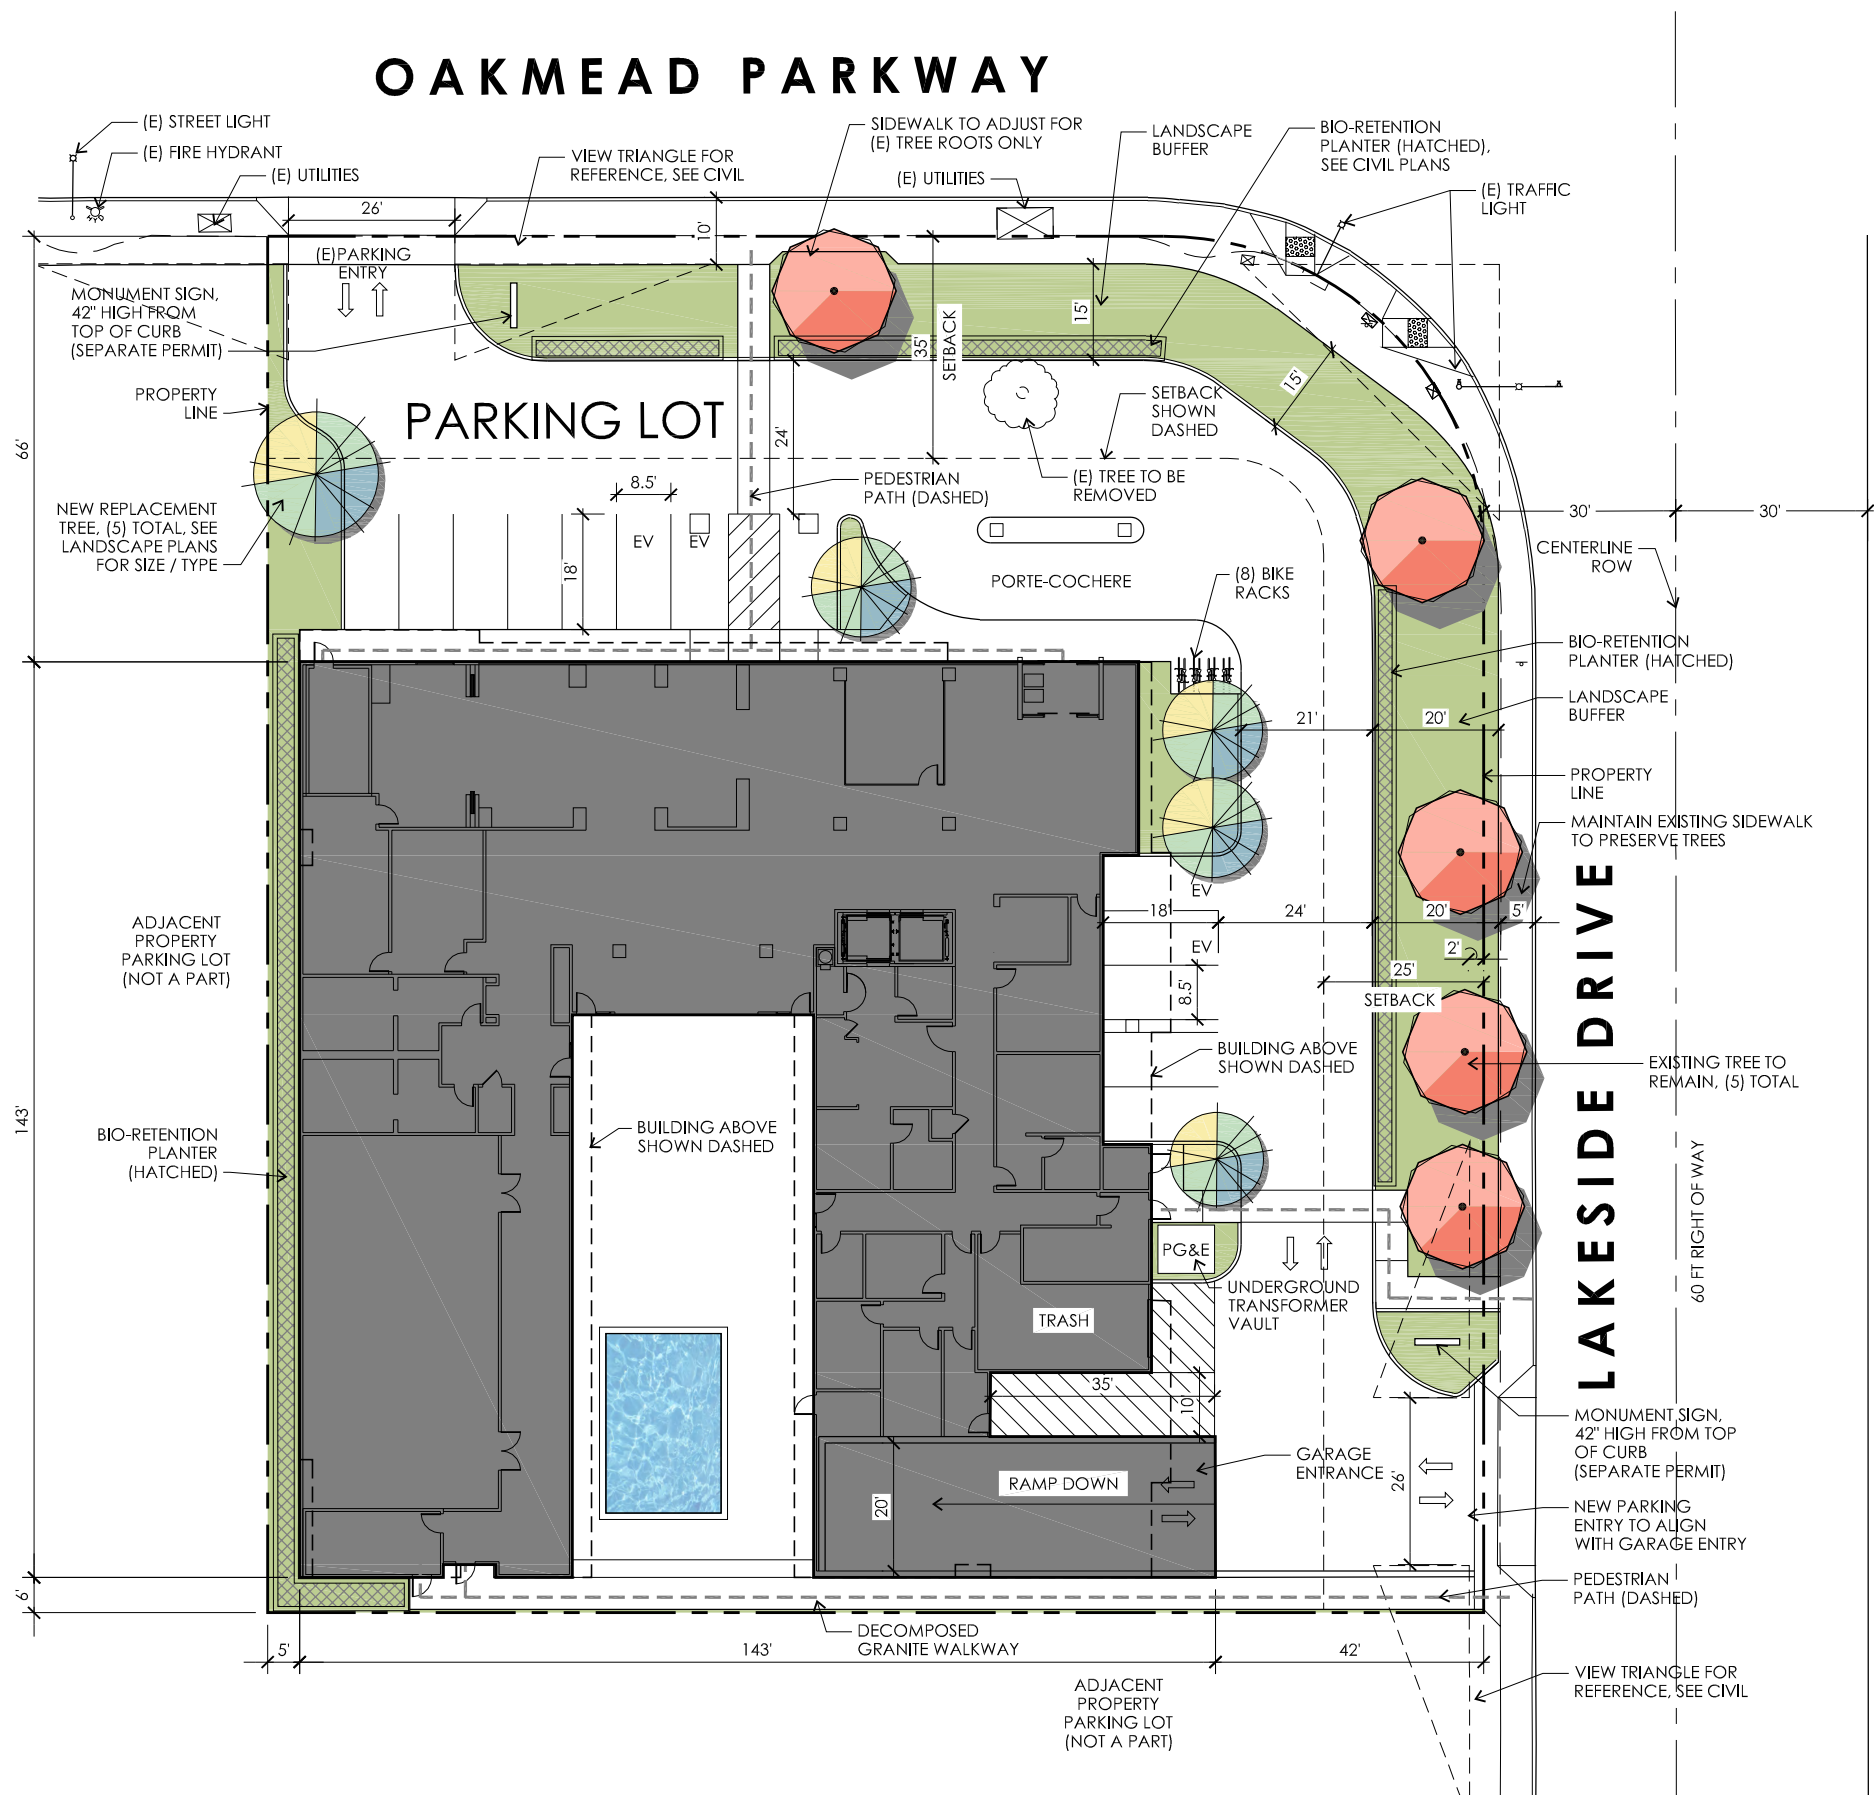 OAKMEAD PARKWAY
(E) STREET LIGHT
(E) FIRE HYDRANT
(E) UTILITIES
VIEW TRIANGLE FOR
REFERENCE, SEE CIVIL
SIDEWALK TO ADJUST FOR
(E) TREE ROOTS ONLY
(E) UTILITIES
LANDSCAPE
BUFFER
BIO-RETENTION
PLANTER (HATCHED),
SEE CIVIL PLANS
(E) TRAFFIC
LIGHT
26'
10'
(E)PARKING
ENTRY
MONUMENT SIGN,
42" HIGH FROM
TOP OF CURB
(SEPARATE PERMIT)
35'
SETBACK
15'
15'
PROPERTY
LINE
PARKING LOT
24'
SETBACK
SHOWN
DASHED
66'
8.5'
PEDESTRIAN
PATH (DASHED)
(E) TREE TO BE
REMOVED
NEW REPLACEMENT
TREE, (5) TOTAL, SEE
LANDSCAPE PLANS
FOR SIZE / TYPE
18'
EV
EV
30'
30'
CENTERLINE
ROW
PORTE-COCHERE
(8) BIKE
RACKS
BIO-RETENTION
PLANTER (HATCHED)
LANDSCAPE
BUFFER
21'
20'
PROPERTY
LINE
MAINTAIN EXISTING SIDEWALK
TO PRESERVE TREES
EV
18'
24'
20'
5'
ADJACENT
PROPERTY
PARKING LOT
(NOT A PART)
EV
2'
25'
SETBACK
8.5'
BUILDING ABOVE
SHOWN DASHED
EXISTING TREE TO
REMAIN, (5) TOTAL
LAKESIDE DRIVE
60 FT RIGHT OF WAY
143'
BIO-RETENTION
PLANTER
(HATCHED)
BUILDING ABOVE
SHOWN DASHED
PG&E
UNDERGROUND
TRANSFORMER
VAULT
TRASH
35'
10'
MONUMENT SIGN,
42" HIGH FROM TOP
OF CURB
(SEPARATE PERMIT)
GARAGE
ENTRANCE
26'
RAMP DOWN
20'
NEW PARKING
ENTRY TO ALIGN
WITH GARAGE ENTRY
PEDESTRIAN
PATH (DASHED)
6'
DECOMPOSED
GRANITE WALKWAY
5'
143'
42'
VIEW TRIANGLE FOR
REFERENCE, SEE CIVIL
ADJACENT
PROPERTY
PARKING LOT
(NOT A PART)